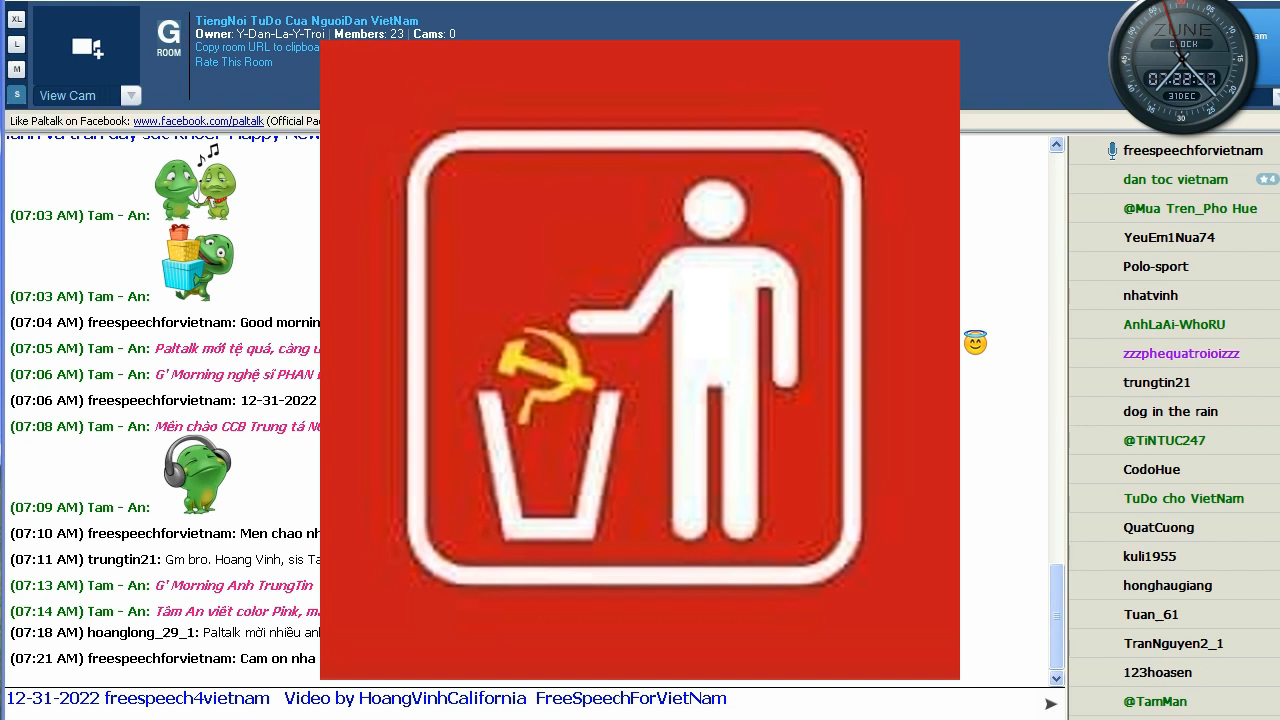 XL
L
M
S
View Cam
G
ROOM
TiengNoi TuDo Cua NguoiDan VietNam
Owner: Y-Dan-La-Y-Troi | Members: 23 | Cams: 0
Copy room URL to clipboa
Rate This Room
ZUNE
CLOCK
07:22:37
31DEC
am
Like Paltalk on Facebook: www.facebook.com/paltalk (Official Pa
(07:03 AM) Tam - An:
(07:03 AM) Tam - An:
(07:04 AM) freespeechforvietnam: Good mornin
(07:05 AM) Tam - An: Paltalk mới tệ quá, càng u
(07:06 AM) Tam - An: G' Morning nghệ sĩ PHAN
(07:06 AM) freespeechforvietnam: 12-31-2022
(07:08 AM) Tam - An: Mến chào CCB Trung tá
(07:09 AM) Tam - An:
(07:10 AM) freespeechforvietnam: Men chao nh
(07:11 AM) trungtin21: Gm bro. Hoang Vinh, sis Ta
(07:13 AM) Tam - An: G' Morning Anh TrungTin
(07:14 AM) Tam - An: Tâm An viết color Pink, m
(07:18 AM) hoanglong_29_1: Paltalk mời nhiều anh
(07:21 AM) freespeechforvietnam: Cam on nha
12-31-2022 freespeech4vietnam Video by HoangVinhCalifornia FreeSpeechForVietNam
freespeechforvietnam
dan toc vietnam
4
@Mua Tren_Pho Hue
YeuEm1Nua74
Polo-sport
nhatvinh
AnhLaAi-WhoRU
zzzphequatroioizzz
trungtin21
dog in the rain
@TiNTUC247
CodoHue
TuDo cho VietNam
QuatCuong
kuli1955
honghaugiang
Tuan_61
TranNguyen2_1
123hoasen
@TamMan